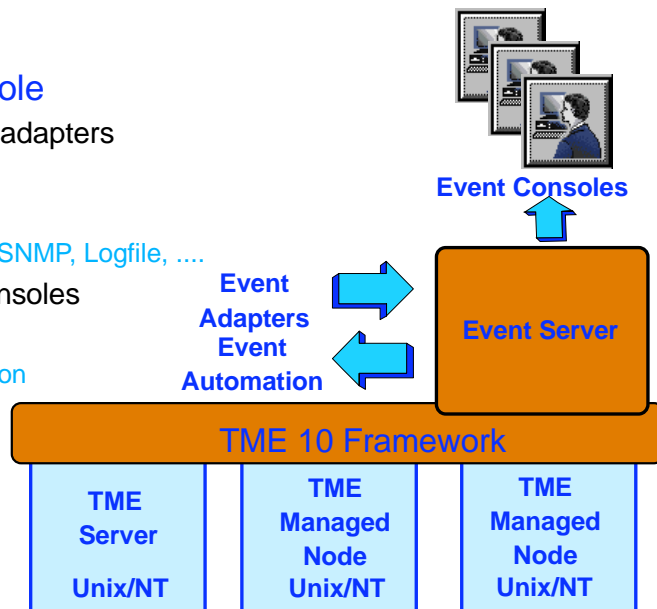 ole
adapters
SNMP, Logfile, ....
nsoles
on
Event Consoles
Event
Adapters
Event
Automation
Event Server
TME 10 Framework
TME
Server
Unix/NT
TME
Managed
Node
Unix/NT
TME
Managed
Node
Unix/NT